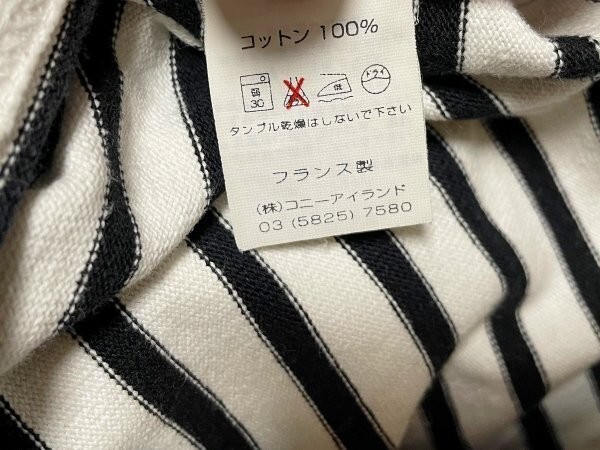 コットン 100%
弱 30 低 ドライ
タンブル乾燥はしないで下さい
フランス製
(株)コニーアイランド
03 (5825) 7580